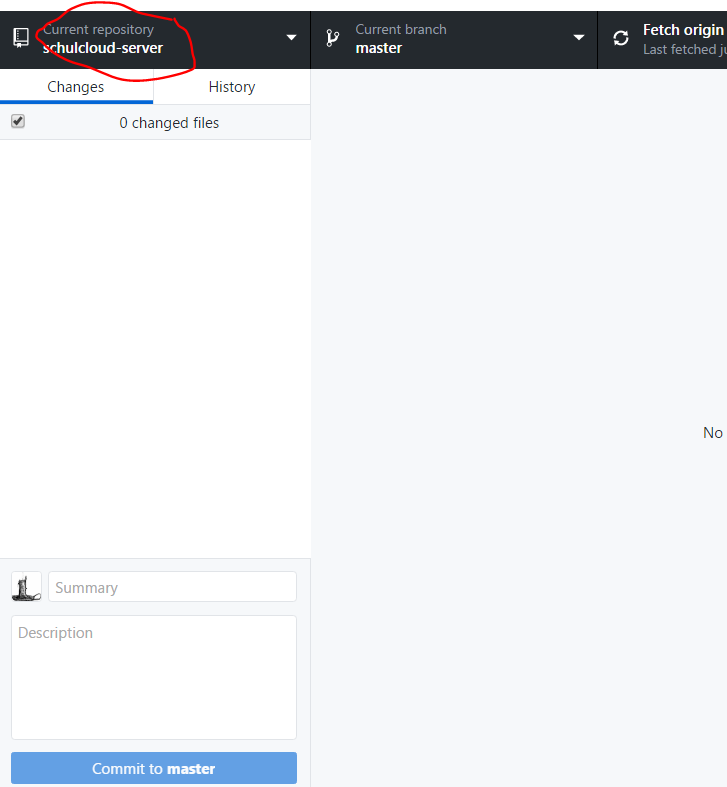 Current repository
schulcloud-server
Current branch
master
Fetch origin
Last fetched
Changes
History
0 changed files
No
Summary
Description
Commit to master